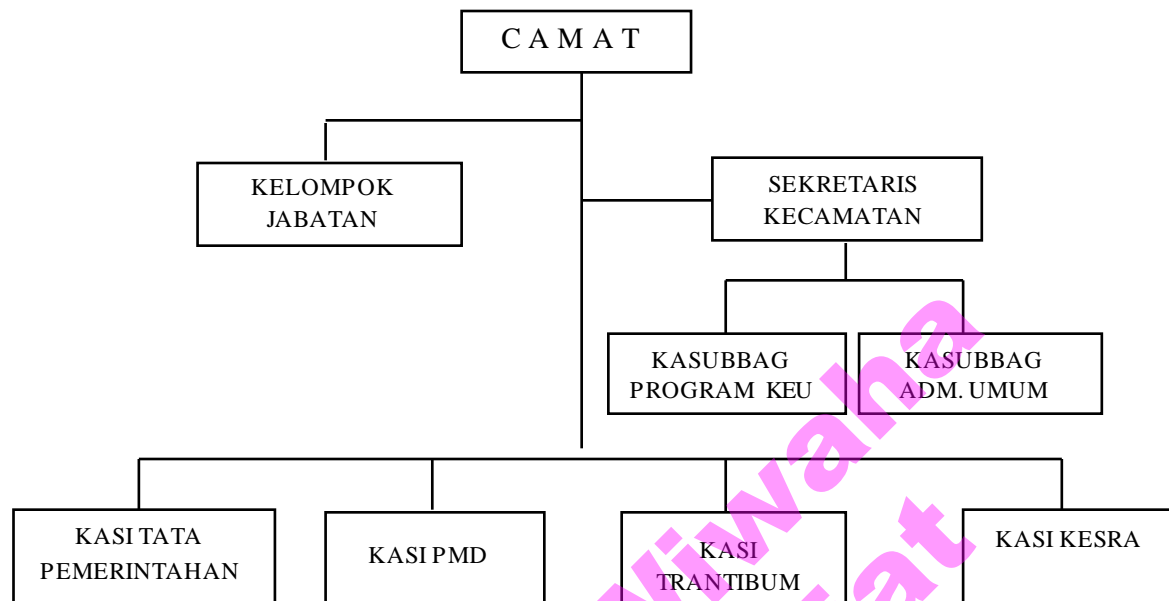 C A M A T
KELOMPOK
JABATAN
SEKRETARIS
KECAMATAN
KASUBBAG
PROGRAM KEU
KASUBBAG
ADM. UMUM
KASI TATA
PEMERINTAHAN
KASI PMD
KASI
TRANTIBUM
KASI KESRA
Wiwaha